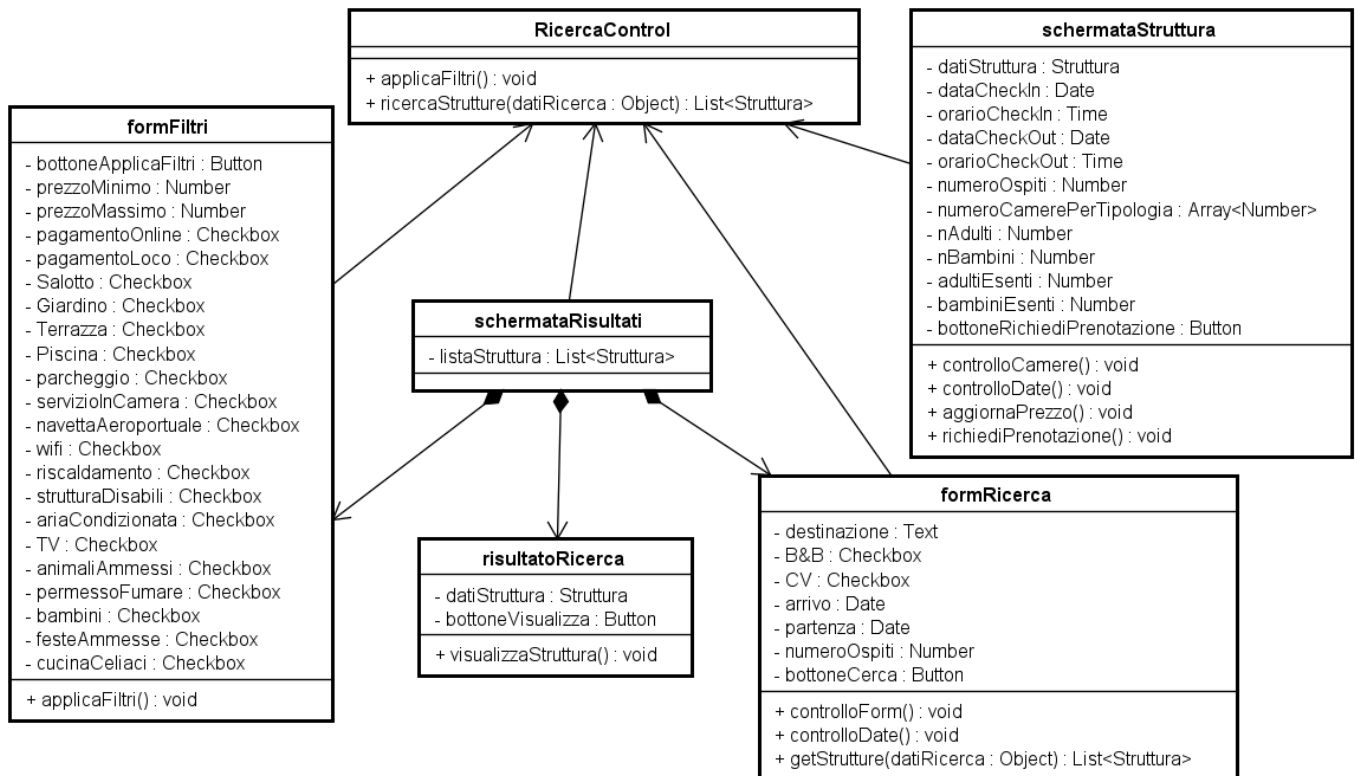 RicercaControl
+ applicaFiltri() : void
+ ricercaStrutture(datiRicerca : Object) : List<Struttura>
schermataStruttura
- datiStruttura : Struttura
- dataCheckIn : Date
- orarioCheckIn : Time
- dataCheckOut : Date
- orarioCheckOut : Time
- numeroOspiti : Number
- numeroCamerePerTipologia : Array<Number>
- nAdulti : Number
- nBambini : Number
- adultiEsenti : Number
- bambiniEsenti : Number
- bottoneRichiediPrenotazione : Button
+ controlloCamere() : void
+ controlloDate() : void
+ aggiornaPrezzo() : void
+ richiediPrenotazione() : void
formFiltri
- bottoneApplicaFiltri : Button
- prezzoMinimo : Number
- prezzoMassimo : Number
- pagamentoOnline : Checkbox
- pagamentoLoco : Checkbox
- Salotto : Checkbox
- Giardino : Checkbox
- Terrazza : Checkbox
- Piscina : Checkbox
- parcheggio : Checkbox
- servizioInCamera : Checkbox
- navettaAeroportuale : Checkbox
- wifi : Checkbox
- riscaldamento : Checkbox
- strutturaDisabili : Checkbox
- ariaCondizionata : Checkbox
- TV : Checkbox
- animaliAmmessi : Checkbox
- permessoFumare : Checkbox
- bambini : Checkbox
- festeAmmesse : Checkbox
- cucinaCeliaci : Checkbox
+ applicaFiltri() : void
schermataRisultati
- listaStruttura : List<Struttura>
risultatoRicerca
- datiStruttura : Struttura
- bottoneVisualizza : Button
+ visualizzaStruttura() : void
formRicerca
- destinazione : Text
- B&B : Checkbox
- CV : Checkbox
- arrivo : Date
- partenza : Date
- numeroOspiti : Number
- bottoneCerca : Button
+ controlloForm() : void
+ controlloDate() : void
+ getStrutture(datiRicerca : Object) : List<Struttura>